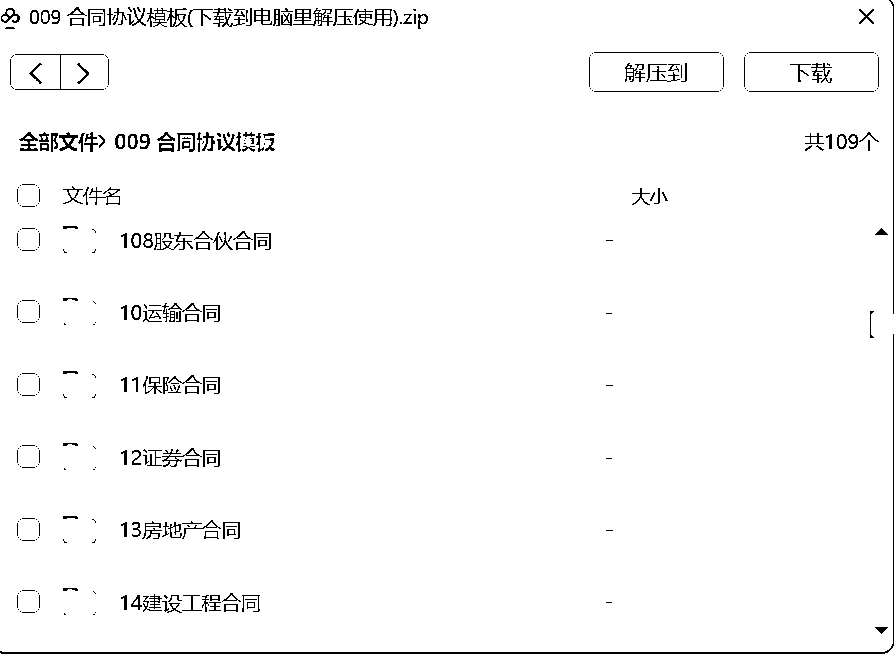 009 合同协议模板(下载到电脑里解压使用).zip
解压到 下载
全部文件> 009 合同协议模板 共109个
文件名 大小
108股东合伙合同 -
10运输合同 -
11保险合同 -
12证券合同 -
13房地产合同 -
14建设工程合同 -